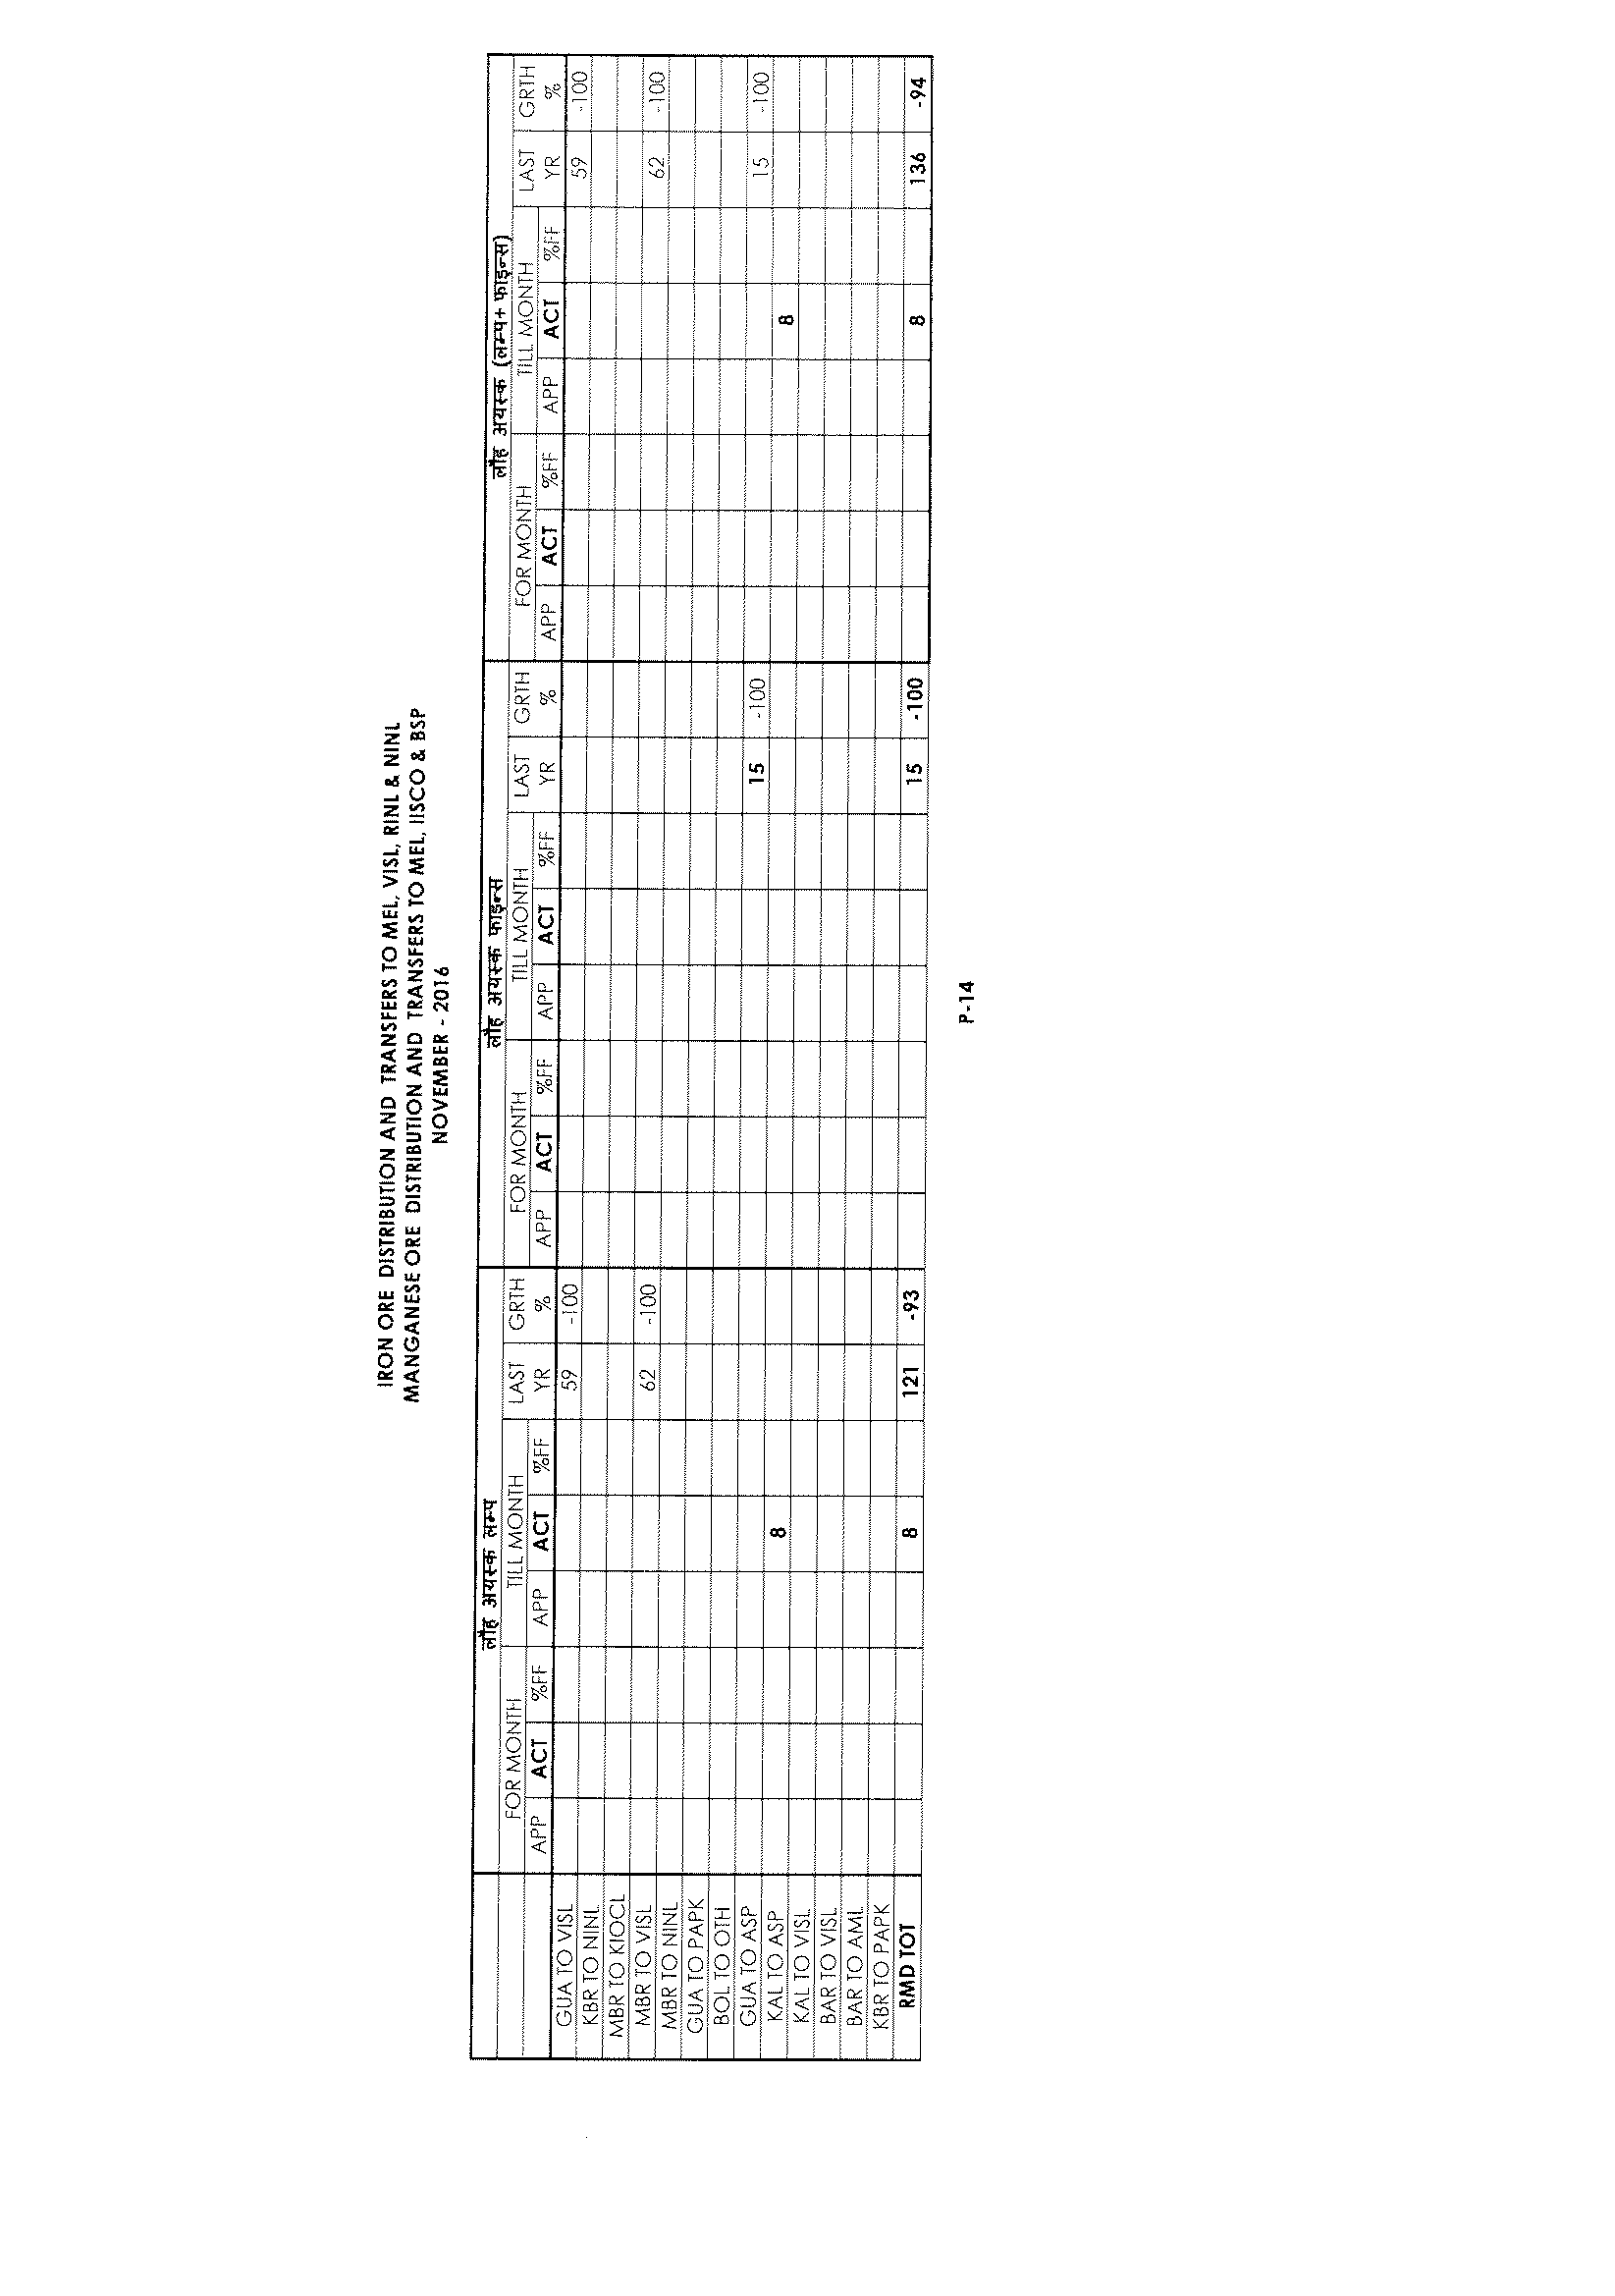 IRON ORE DISTRIBUTION AND TRANSFERS TO MEL, VISL, RINL & NINL
MANGANESE ORE DISTRIBUTION AND TRANSFERS TO MEL, IISCO & BSP
NOVEMBER - 2016
लौह अयस्क लम्प लौह अयस्क फाइन्स लौह अयस्क (लम्प+ फाइन्स)
FOR MONTH TILL MONTH LAST GRTH FOR MONTH TILL MONTH LAST GRTH FOR MONTH TILL MONTH LAST GRTH
APP ACT %FF APP ACT %FF YR % APP ACT %FF APP ACT %FF YR % APP ACT %FF APP ACT %FF YR %
GUA TO VISL 59 -100 59 -100
KBR TO NINL
MBR TO KIOCL
MBR TO VISL 62 -100 62 -100
MBR TO NINL
GUA TO PAPK
BOL TO OTH
GUA TO ASP 15 -100 15 -100
KAL TO ASP 8 8
KAL TO VISL
BAR TO VISL
BAR TO AML
KBR TO PAPK
RMD TOT 8 121 -93 15 -100 8 136 -94
P-14